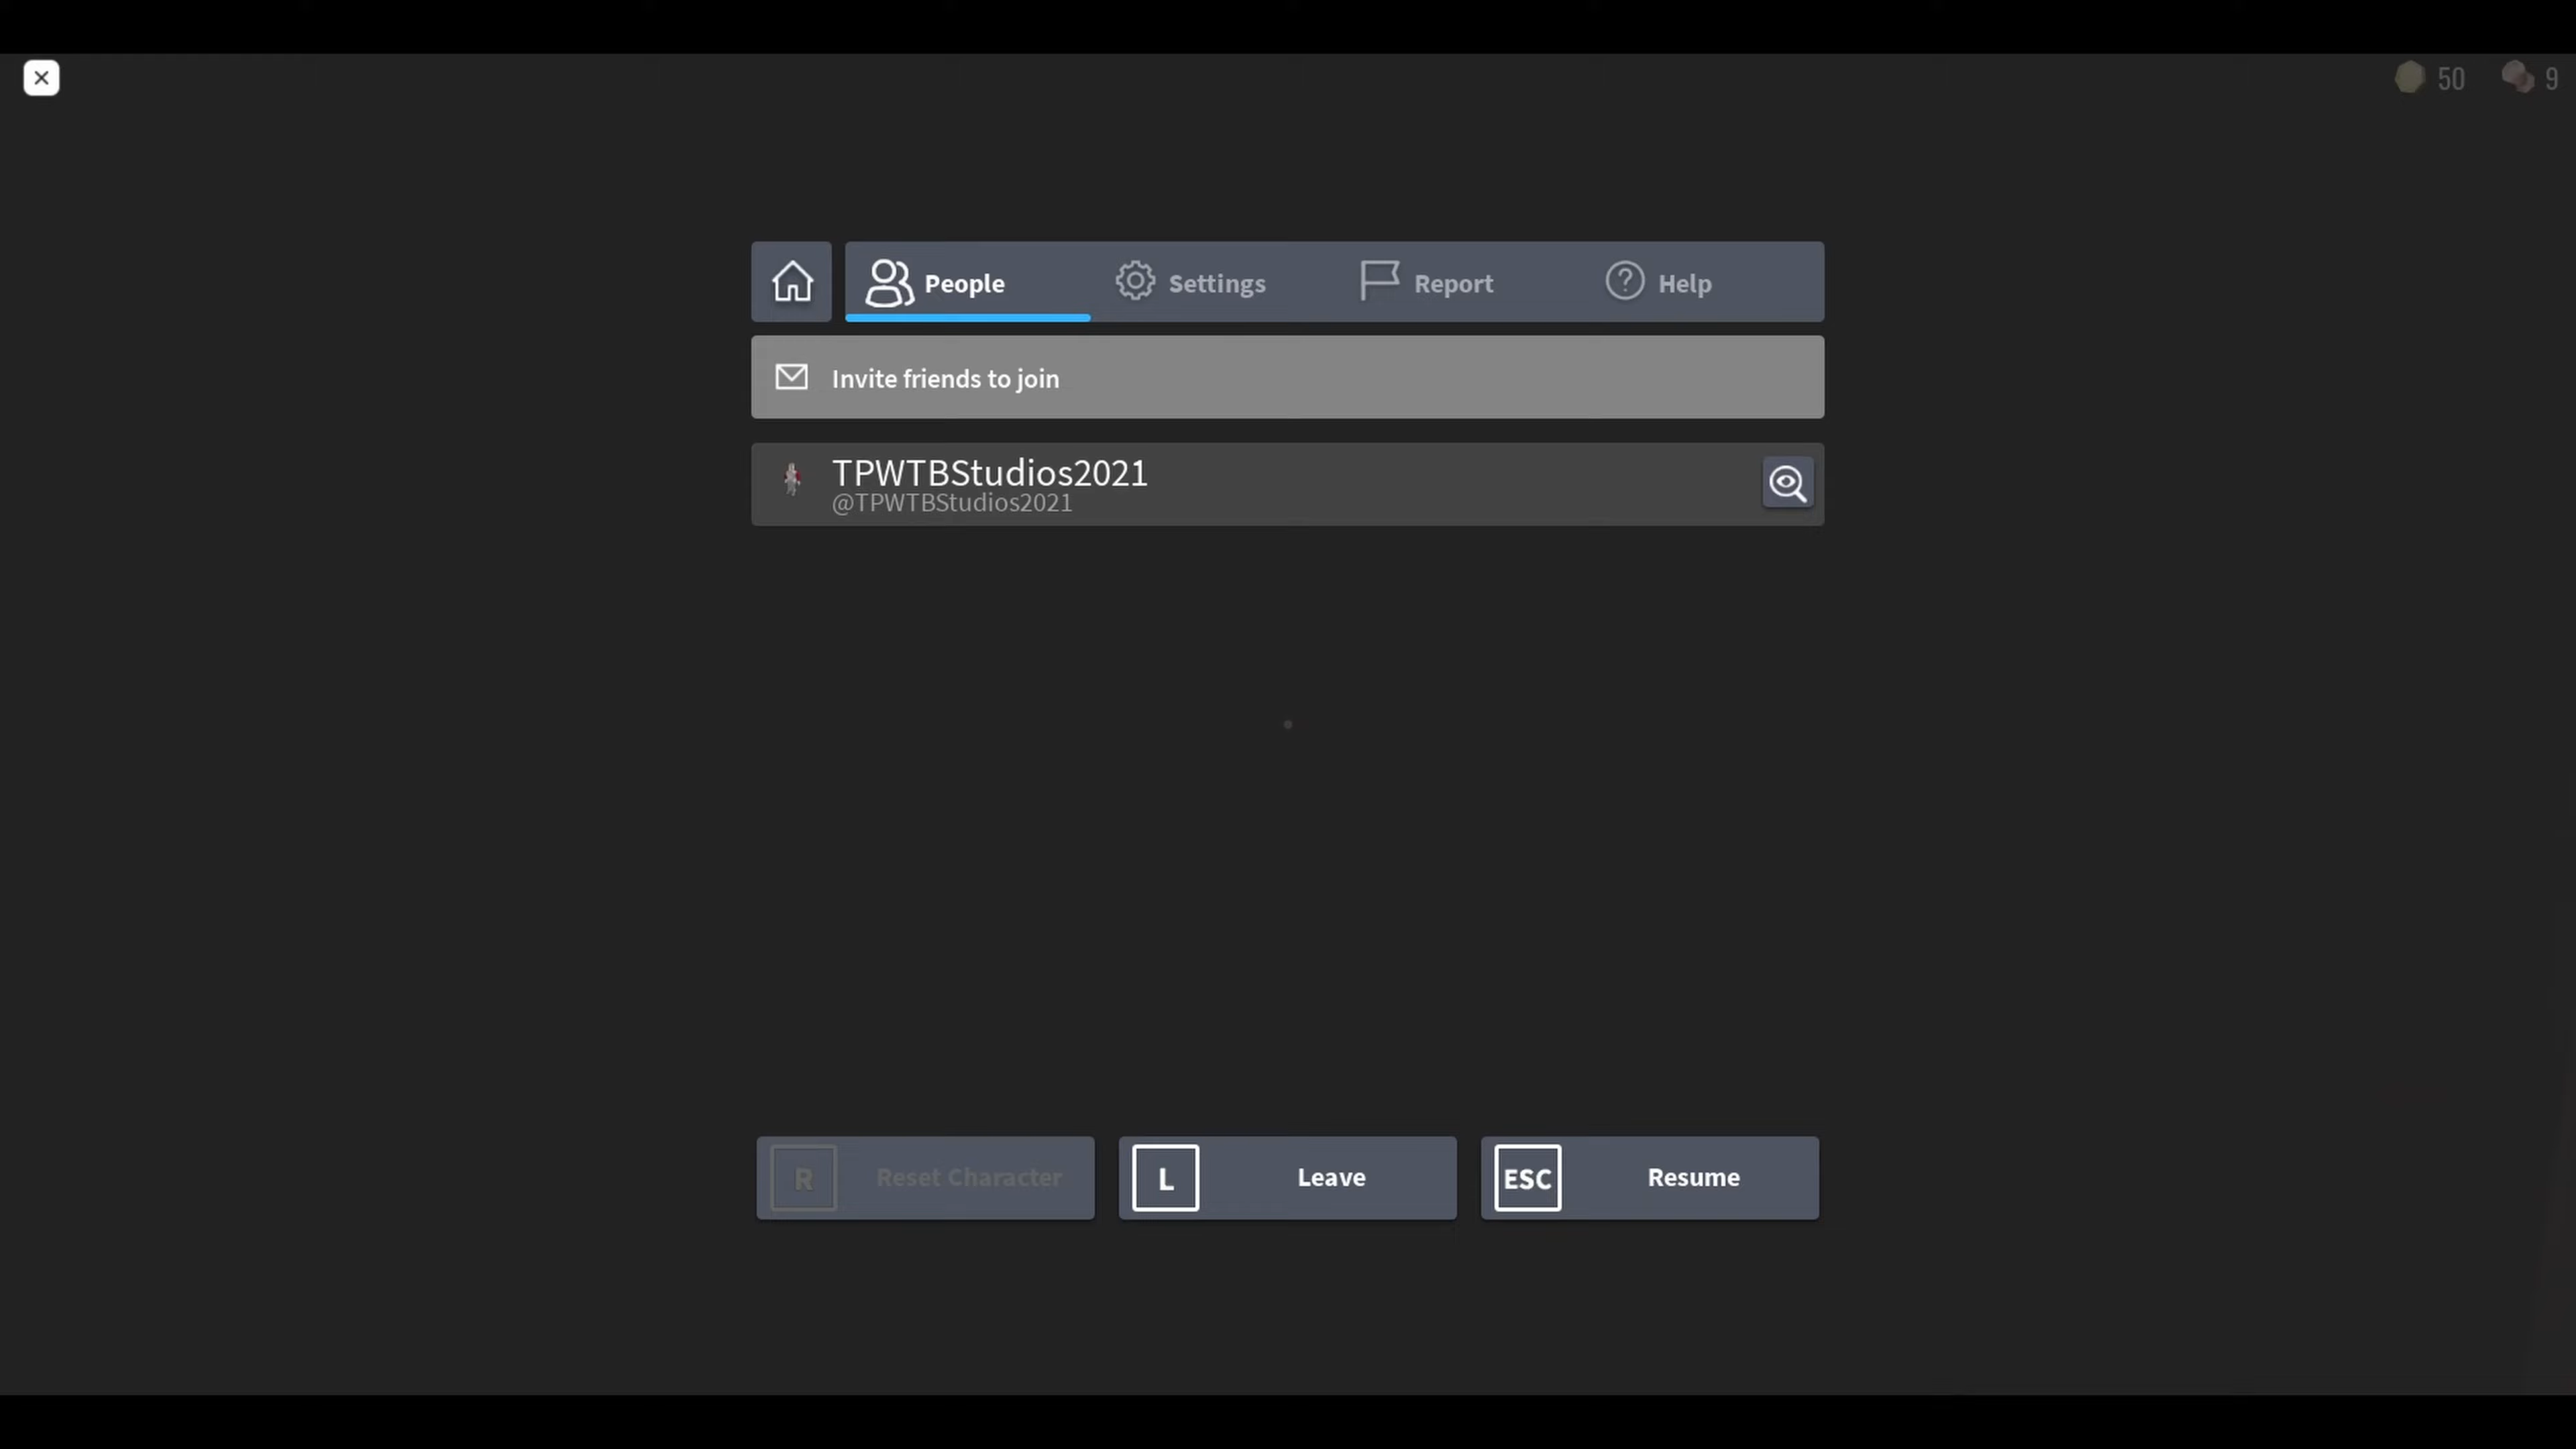 50 9
People Settings Report Help
Invite friends to join
TPWTBStudios2021
@TPWTBStudios2021
R Reset Character L Leave ESC Resume